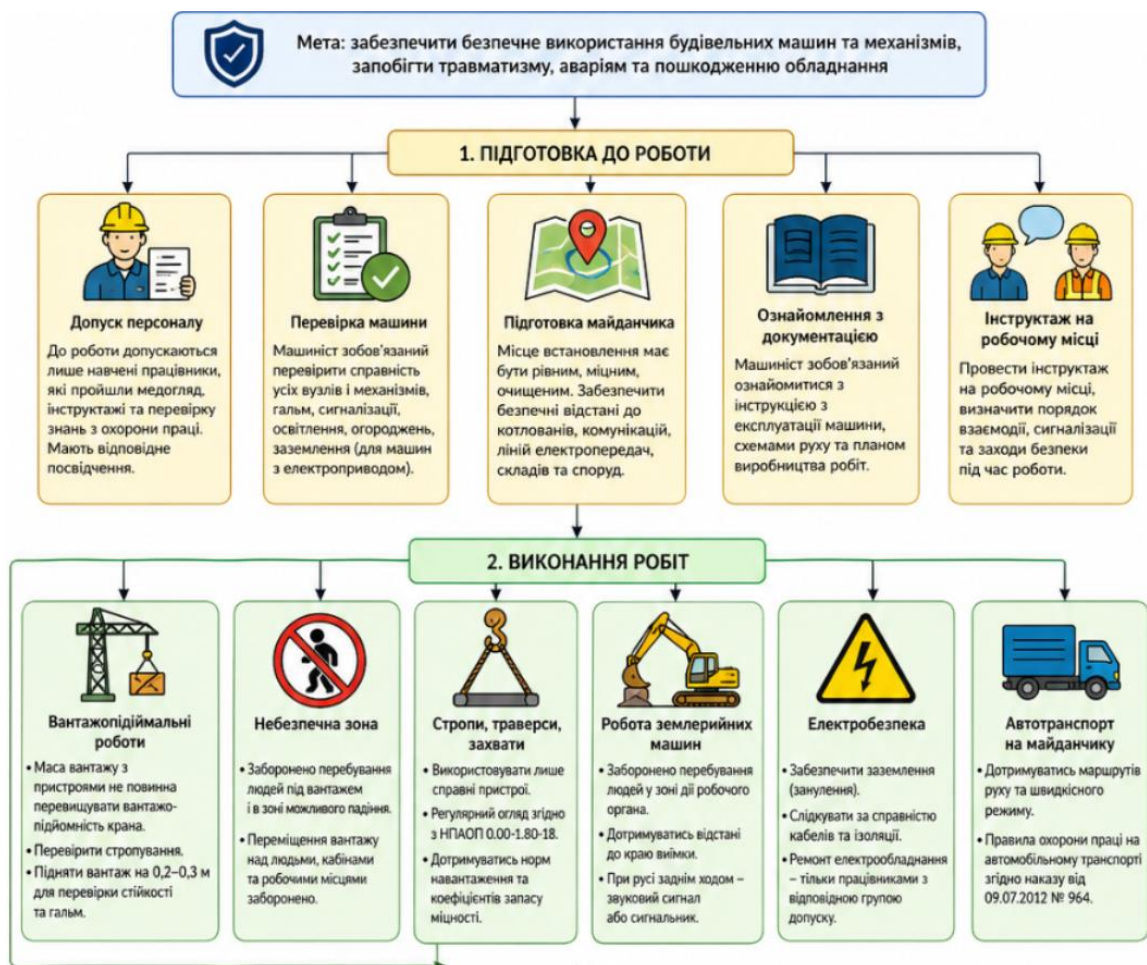 Мета: забезпечити безпечне використання будівельних машин та механізмів,
запобігти травматизму, аваріям та пошкодженню обладнання
1. ПІДГОТОВКА ДО РОБОТИ
Допуск персоналу
До роботи допускаються
лише навчені працівники,
які пройшли медогляд,
інструктажі та перевірку
знань з охорони праці.
Мають відповідне
посвідчення.
Перевірка машини
Машиніст зобов’язаний
перевірити справність
усіх вузлів і механізмів,
гальм, сигналізації,
освітлення, огороджень,
заземлення (для машин
з електроприводом).
Підготовка майданчика
Місце встановлення має
бути рівним, міцним,
очищеним. Забезпечити
безпечні відстані до
котлованів, комунікацій,
ліній електропередач,
складів та споруд.
Ознайомлення з
документацією
Машиніст зобов’язаний
ознайомитися з
інструкцією з
експлуатації машини,
схемами руху та планом
виробництва робіт.
Інструктаж на
робочому місці
Провести інструктаж
на робочому місці,
визначити порядок
взаємодії, сигналізації
та заходи безпеки
під час роботи.
2. ВИКОНАННЯ РОБІТ
Вантажопідіймальні
роботи
• Маса вантажу з
пристроями не повинна
перевищувати вантажо-
підйомність крана.
• Перевірити стропування.
• Підняти вантаж на 0,2–0,3 м
для перевірки стійкості
та гальм.
Небезпечна зона
• Заборонено перебування
людей під вантажем
і в зоні можливого падіння.
• Переміщення вантажу
над людьми, кабінами
та робочими місцями
заборонено.
Стропи, траверси,
захвати
• Використовувати лише
справні пристрої.
• Регулярний огляд згідно
з НПАОП 0.00-1.80-18.
• Дотримуватись норм
навантаження та
коефіцієнтів запасу
міцності.
Робота землерийних
машин
• Заборонено перебування
людей у зоні дії робочого
органа.
• Дотримуватись відстані
до краю виїмки.
• При русі заднім ходом –
звуковий сигнал
або сигнальник.
Електробезпека
• Забезпечити заземлення
(занулення).
• Слідкувати за справністю
кабелів та ізоляції.
• Ремонт електрообладнання
– тільки працівниками з
відповідною групою
допуску.
Автотранспорт
на майданчику
• Дотримуватись маршрутів
руху та швидкісного
режиму.
• Правила охорони праці на
автомобільному транспорті
згідно наказу від
09.07.2012 № 964.